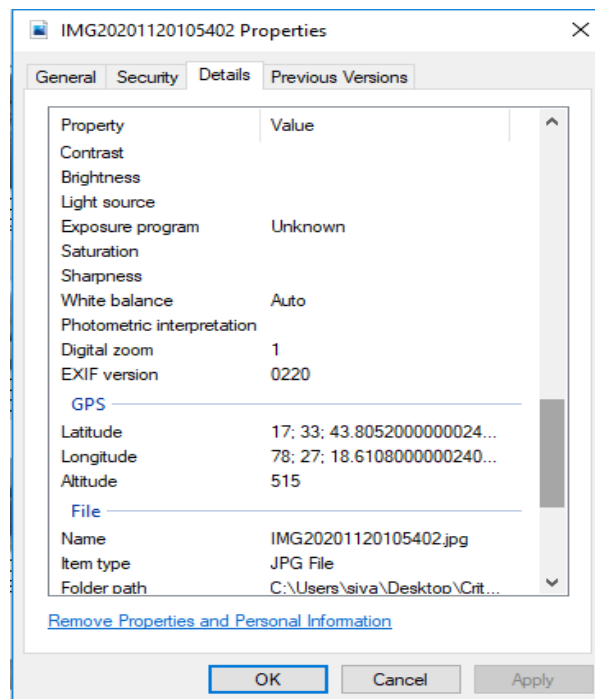 IMG20201120105402 Properties
General Security Details Previous Versions
Property Value
Contrast
Brightness
Light source
Exposure program Unknown
Saturation
Sharpness
White balance Auto
Photometric interpretation
Digital zoom 1
EXIF version 0220
GPS
Latitude 17; 33; 43.8052000000024...
Longitude 78; 27; 18.6108000000240...
Altitude 515
File
Name IMG20201120105402.jpg
Item type JPG File
Folder path C:\Users\siva\Desktop\Crit...
Remove Properties and Personal Information
OK Cancel Apply